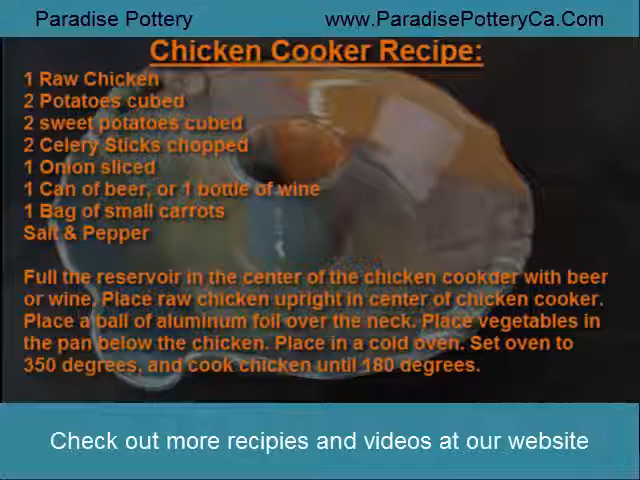 Paradise Pottery www.ParadisePotteryCa.Com
Chicken Cooker Recipe:
1 Raw Chicken
2 Potatoes cubed
2 sweet potatoes cubed
2 Celery Sticks chopped
1 Onion sliced
1 Can of beer, or 1 bottle of wine
1 Bag of small carrots
Salt & Pepper
Full the reservoir in the center of the chicken cookder with beer
or wine. Place raw chicken upright in center of chicken cooker.
Place a ball of aluminum foil over the neck. Place vegetables in
the pan below the chicken. Place in a cold oven. Set oven to
350 degrees, and cook chicken until 180 degrees.
Check out more recipies and videos at our website